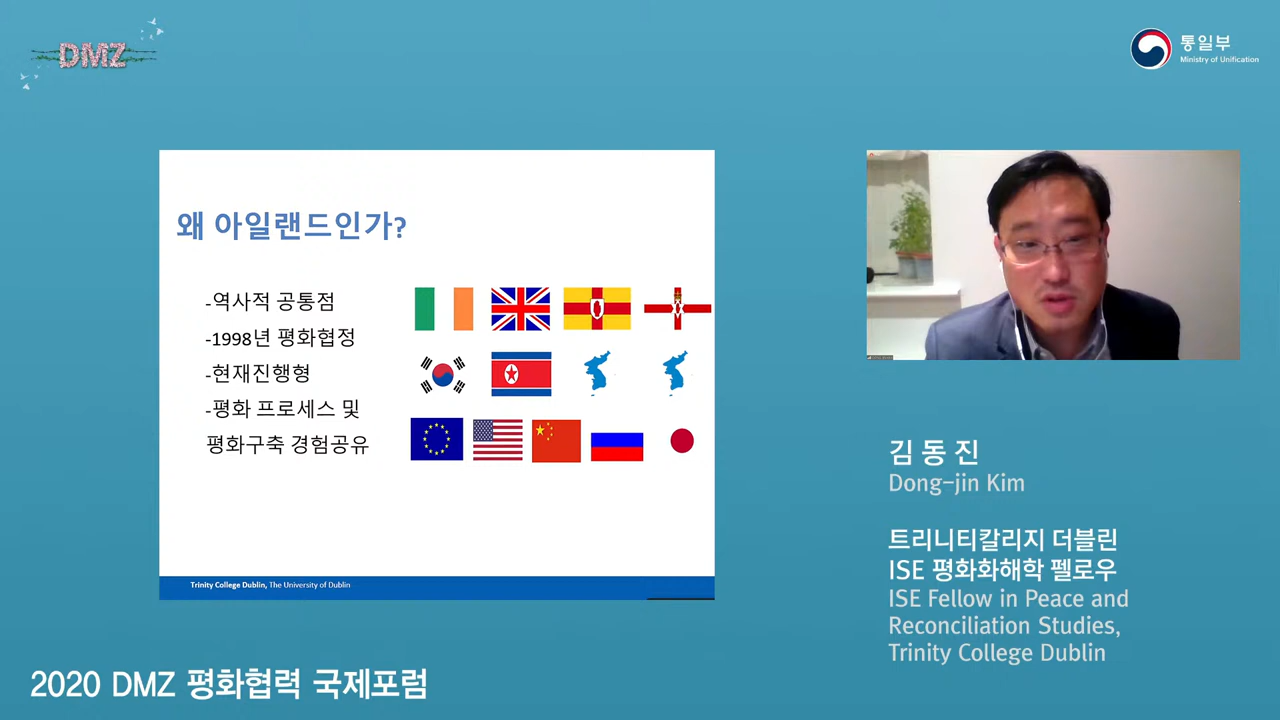 DMZ
통일부
Ministry of Unification
왜 아일랜드인가?
-역사적 공통점
-1998년 평화협정
-현재진행형
-평화 프로세스 및
평화구축 경험공유
Trinity College Dublin, The University of Dublin
김 동 진
Dong-jin Kim
트리니티칼리지 더블린
ISE 평화화해학 펠로우
ISE Fellow in Peace and
Reconciliation Studies,
Trinity College Dublin
2020 DMZ 평화협력 국제포럼